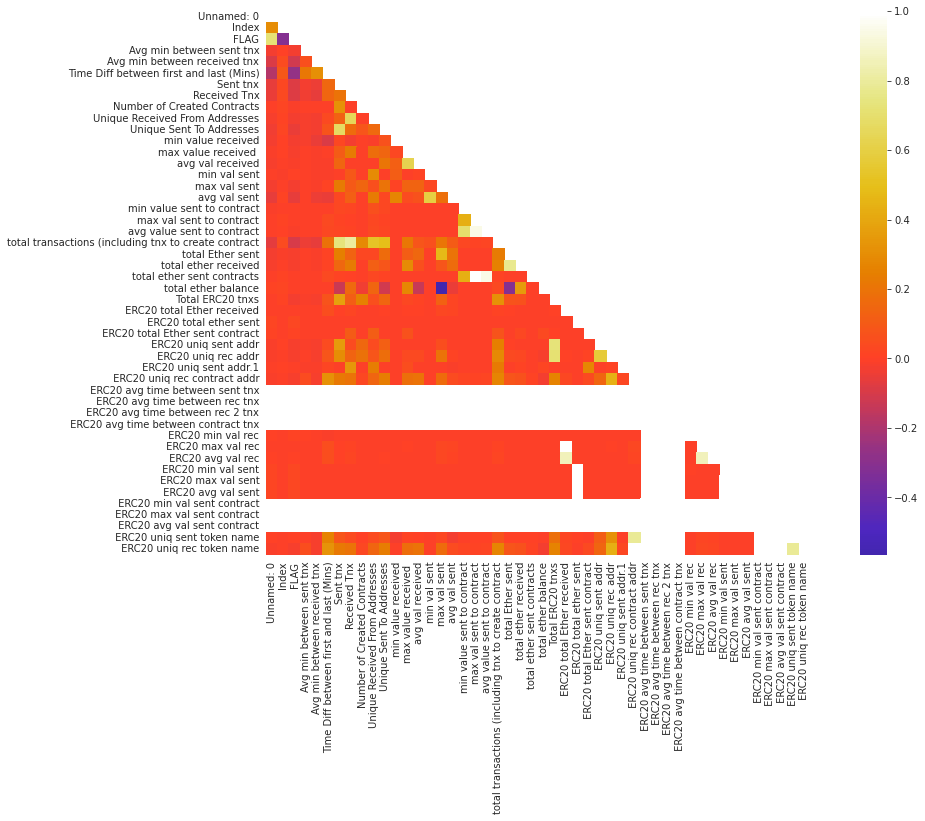 Unnamed: 0
Index
FLAG
Avg min between sent tnx
Avg min between received tnx
Time Diff between first and last (Mins)
Sent tnx
Received Tnx
Number of Created Contracts
Unique Received From Addresses
Unique Sent To Addresses
min value received
max value received
avg val received
min val sent
max val sent
avg val sent
min value sent to contract
max val sent to contract
avg value sent to contract
total transactions (including tnx to create contract
total Ether sent
total ether received
total ether sent contracts
total ether balance
Total ERC20 tnxs
ERC20 total Ether received
ERC20 total ether sent
ERC20 total Ether sent contract
ERC20 uniq sent addr
ERC20 uniq rec addr
ERC20 uniq sent addr.1
ERC20 uniq rec contract addr
ERC20 avg time between sent tnx
ERC20 avg time between rec tnx
ERC20 avg time between rec 2 tnx
ERC20 avg time between contract tnx
ERC20 min val rec
ERC20 max val rec
ERC20 avg val rec
ERC20 min val sent
ERC20 max val sent
ERC20 avg val sent
ERC20 min val sent contract
ERC20 max val sent contract
ERC20 avg val sent contract
ERC20 uniq sent token name
ERC20 uniq rec token name
Unnamed: 0
Index
FLAG
Avg min between sent tnx
Avg min between received tnx
Time Diff between first and last (Mins)
Sent tnx
Received Tnx
Number of Created Contracts
Unique Received From Addresses
Unique Sent To Addresses
min value received
max value received
avg val received
min val sent
max val sent
avg val sent
min value sent to contract
max val sent to contract
avg value sent to contract
total transactions (including tnx to create contract
total Ether sent
total ether received
total ether sent contracts
total ether balance
Total ERC20 tnxs
ERC20 total Ether received
ERC20 total ether sent
ERC20 total Ether sent contract
ERC20 uniq sent addr
ERC20 uniq rec addr
ERC20 uniq sent addr.1
ERC20 uniq rec contract addr
ERC20 avg time between sent tnx
ERC20 avg time between rec tnx
ERC20 avg time between rec 2 tnx
ERC20 avg time between contract tnx
ERC20 min val rec
ERC20 max val rec
ERC20 avg val rec
ERC20 min val sent
ERC20 max val sent
ERC20 avg val sent
ERC20 min val sent contract
ERC20 max val sent contract
ERC20 avg val sent contract
ERC20 uniq sent token name
ERC20 uniq rec token name
1.0
0.8
0.6
0.4
0.2
0.0
−0.2
−0.4